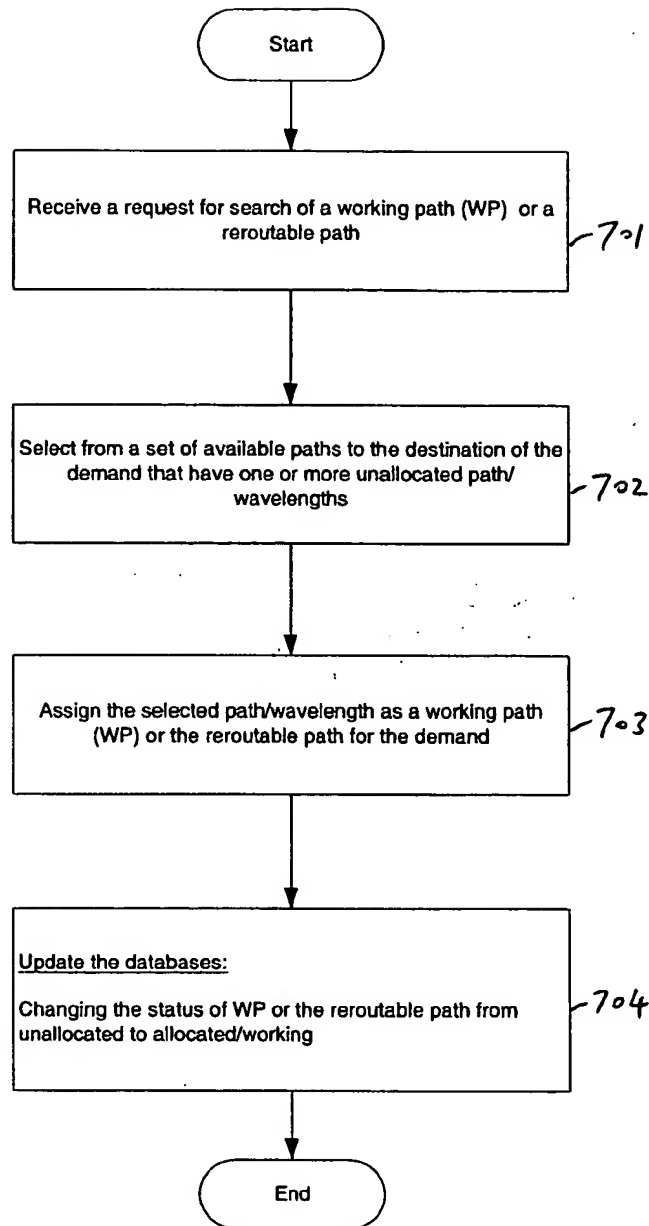 Start
Receive a request for search of a working path (WP) or a
reroutable path
701
Select from a set of available paths to the destination of the
demand that have one or more unallocated path/
wavelengths
702
Assign the selected path/wavelength as a working path
(WP) or the reroutable path for the demand
703
Update the databases:
Changing the status of WP or the reroutable path from
unallocated to allocated/working
704
End